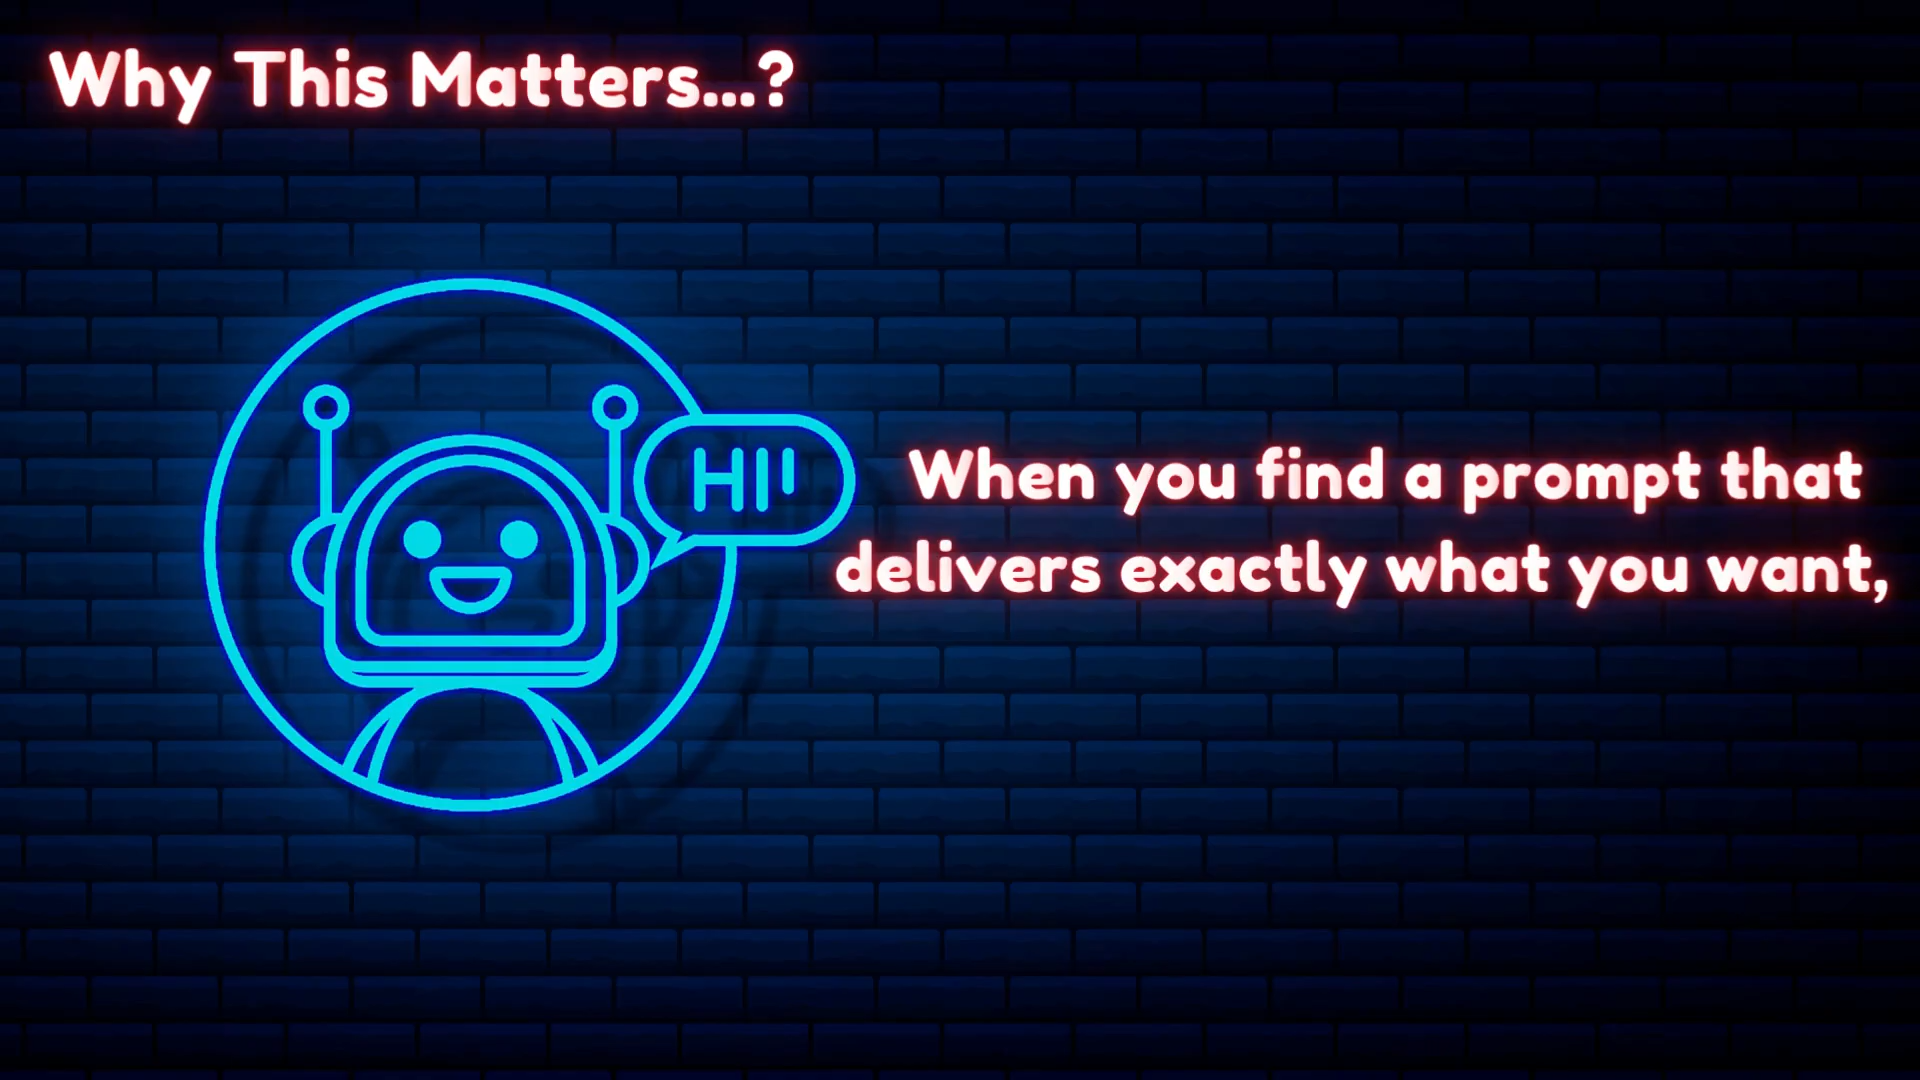 Why This Matters...?
HI!
When you find a prompt that
delivers exactly what you want,